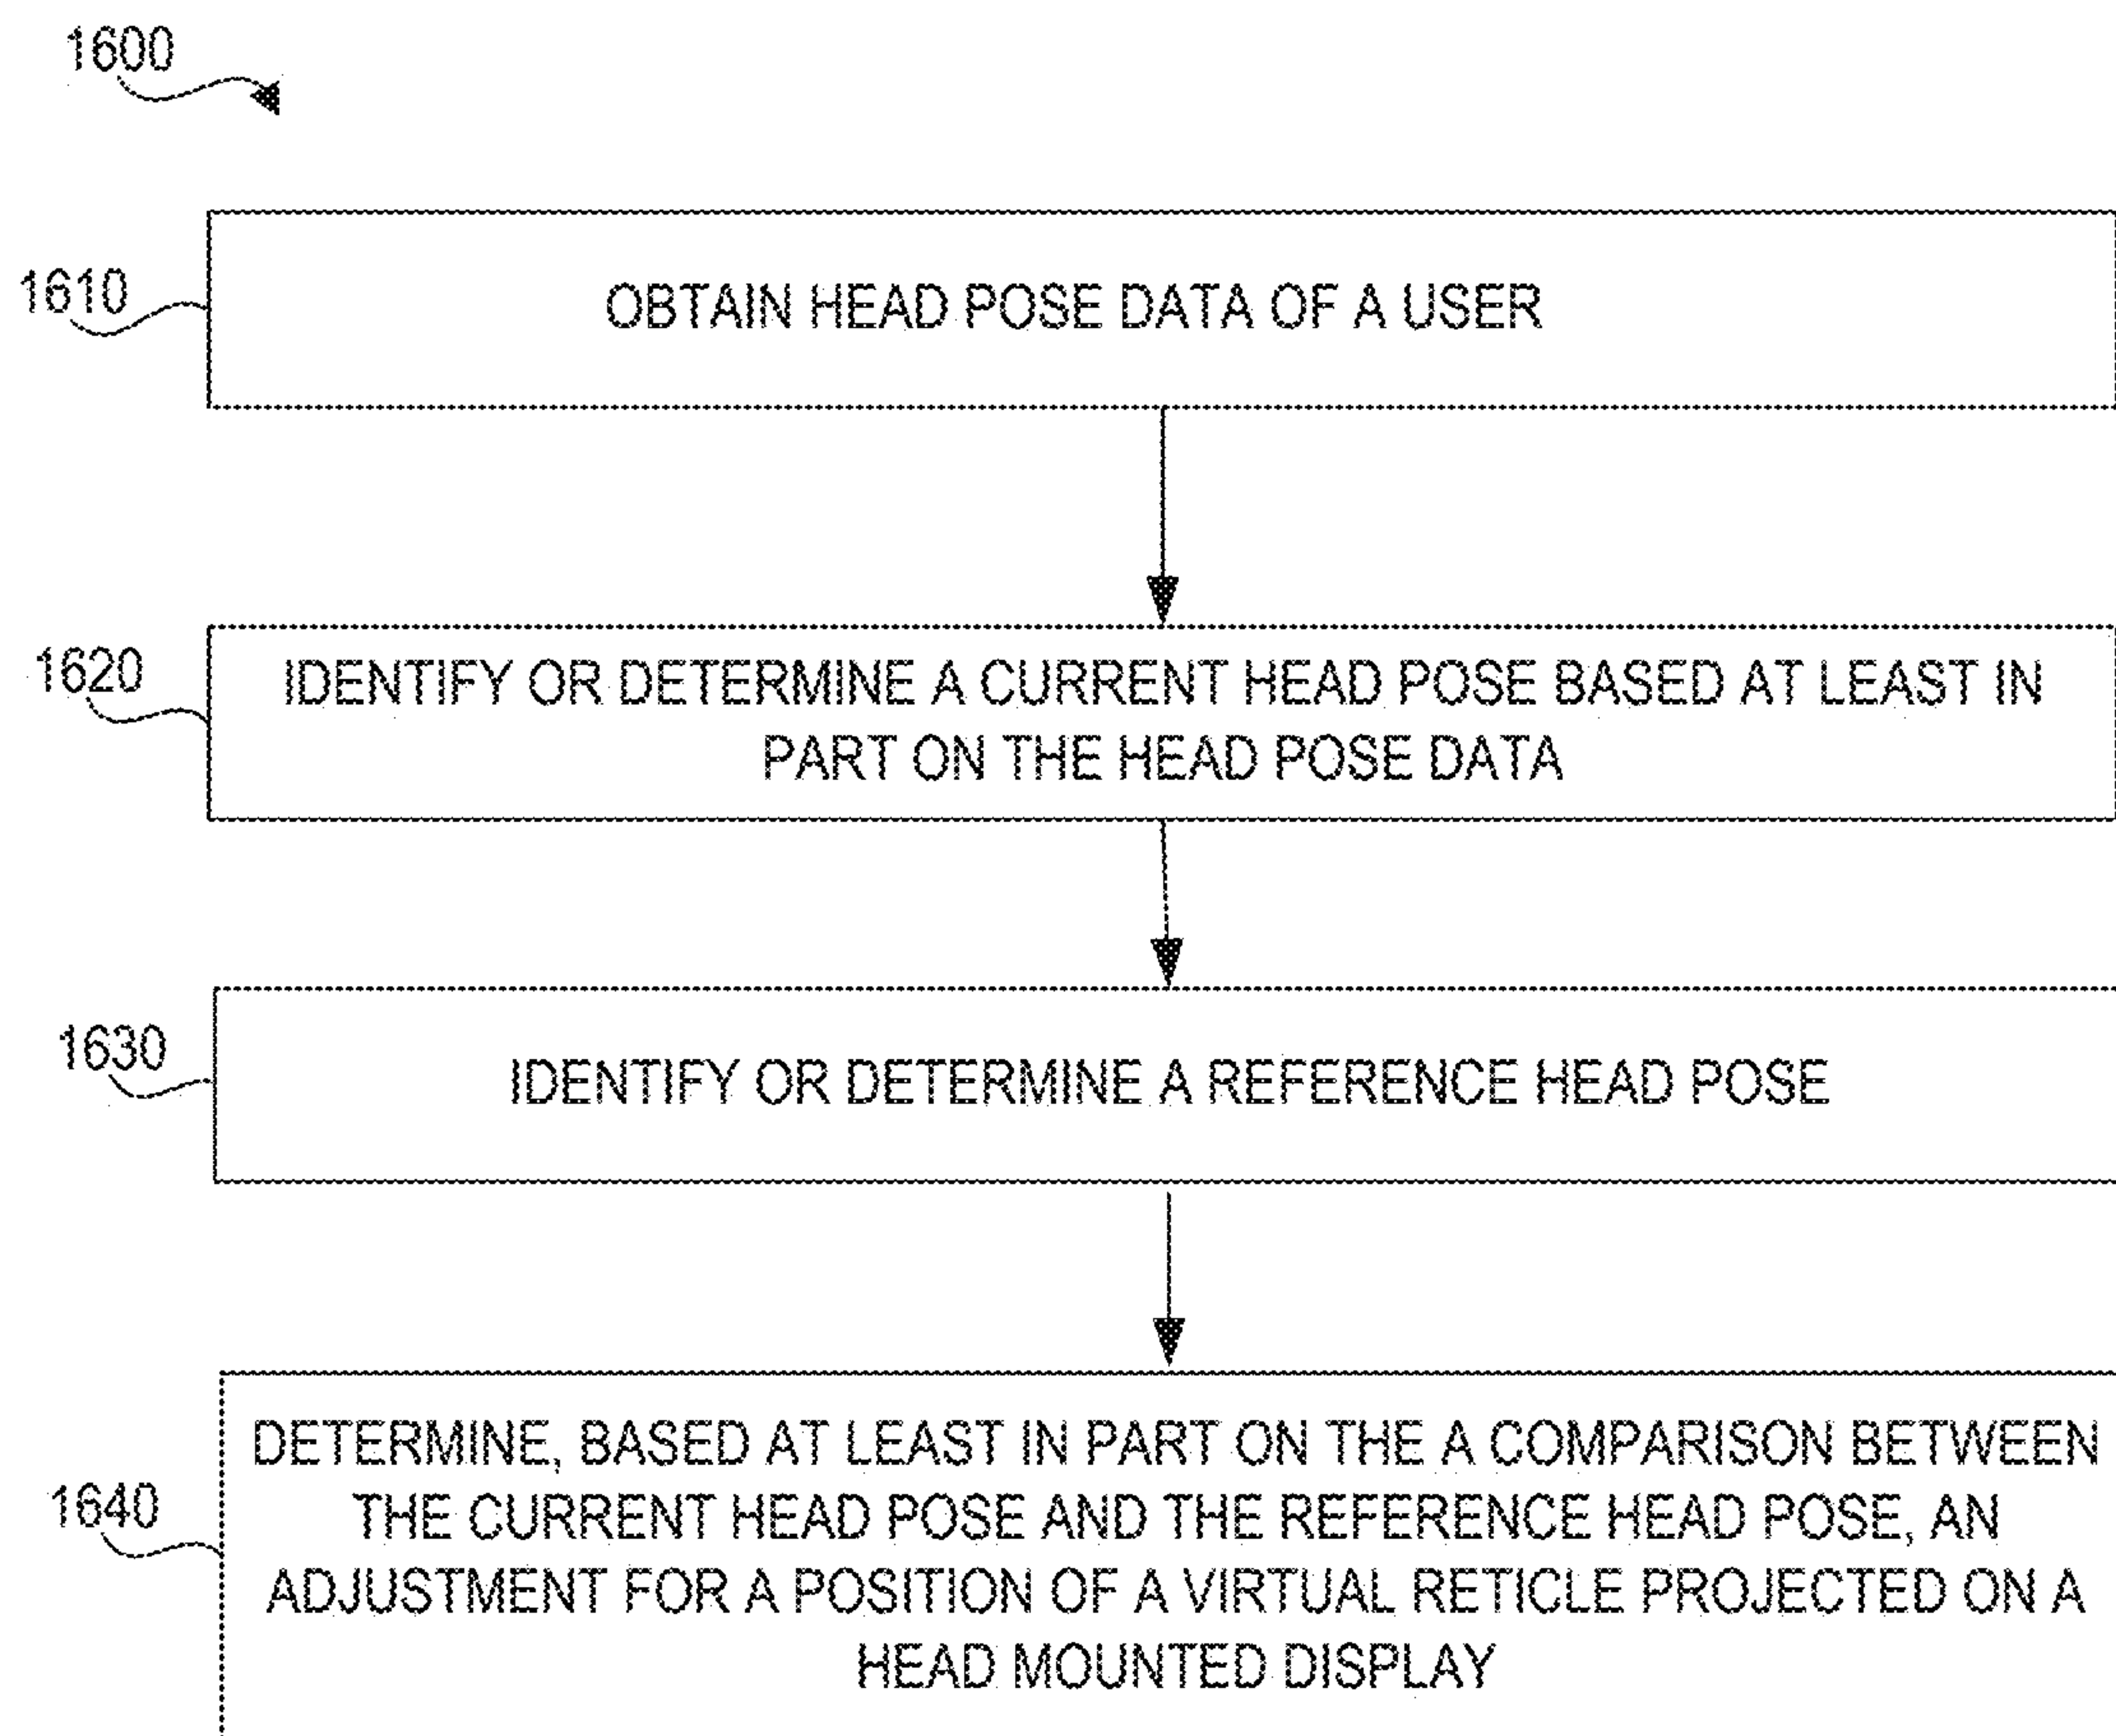 1600
1610
OBTAIN HEAD POSE DATA OF A USER
1620
IDENTIFY OR DETERMINE A CURRENT HEAD POSE BASED AT LEAST IN
PART ON THE HEAD POSE DATA
1630
IDENTIFY OR DETERMINE A REFERENCE HEAD POSE
1640
DETERMINE, BASED AT LEAST IN PART ON THE A COMPARISON BETWEEN
THE CURRENT HEAD POSE AND THE REFERENCE HEAD POSE, AN
ADJUSTMENT FOR A POSITION OF A VIRTUAL RETICLE PROJECTED ON A
HEAD MOUNTED DISPLAY